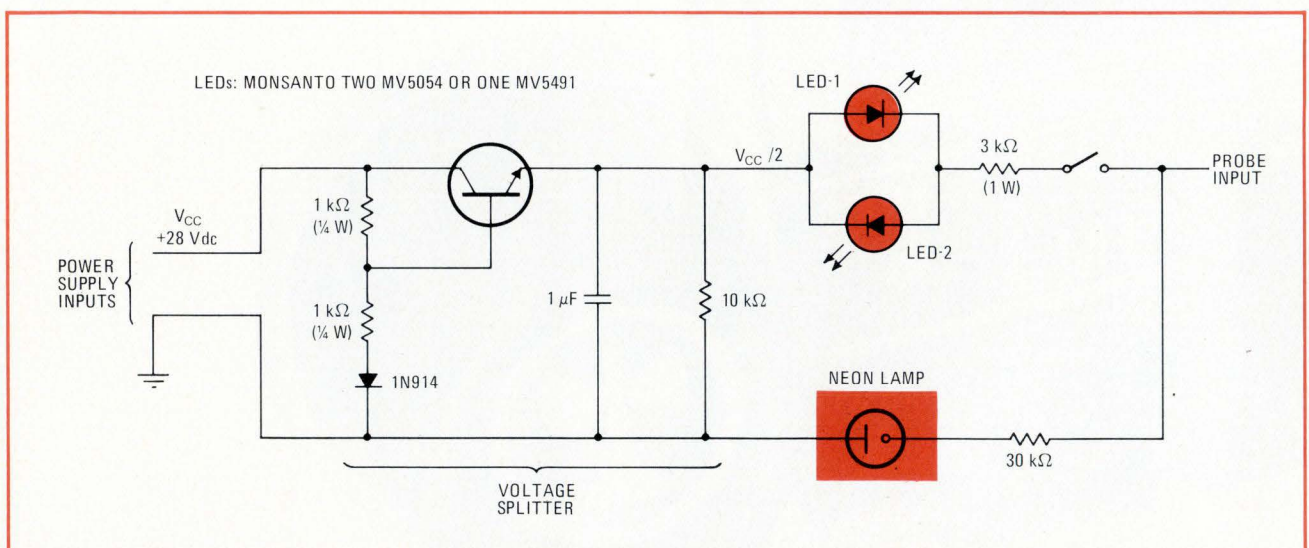 LEDs: MONSANTO TWO MV5054 OR ONE MV5491
LED-1
VCC /2
3 kΩ
(1 W)
PROBE
INPUT
LED-2
1 kΩ
(¼ W)
VCC
+28 Vdc
POWER
SUPPLY
INPUTS
1 kΩ
(¼ W)
1 μF
10 kΩ
1N914
NEON LAMP
30 kΩ
VOLTAGE
SPLITTER